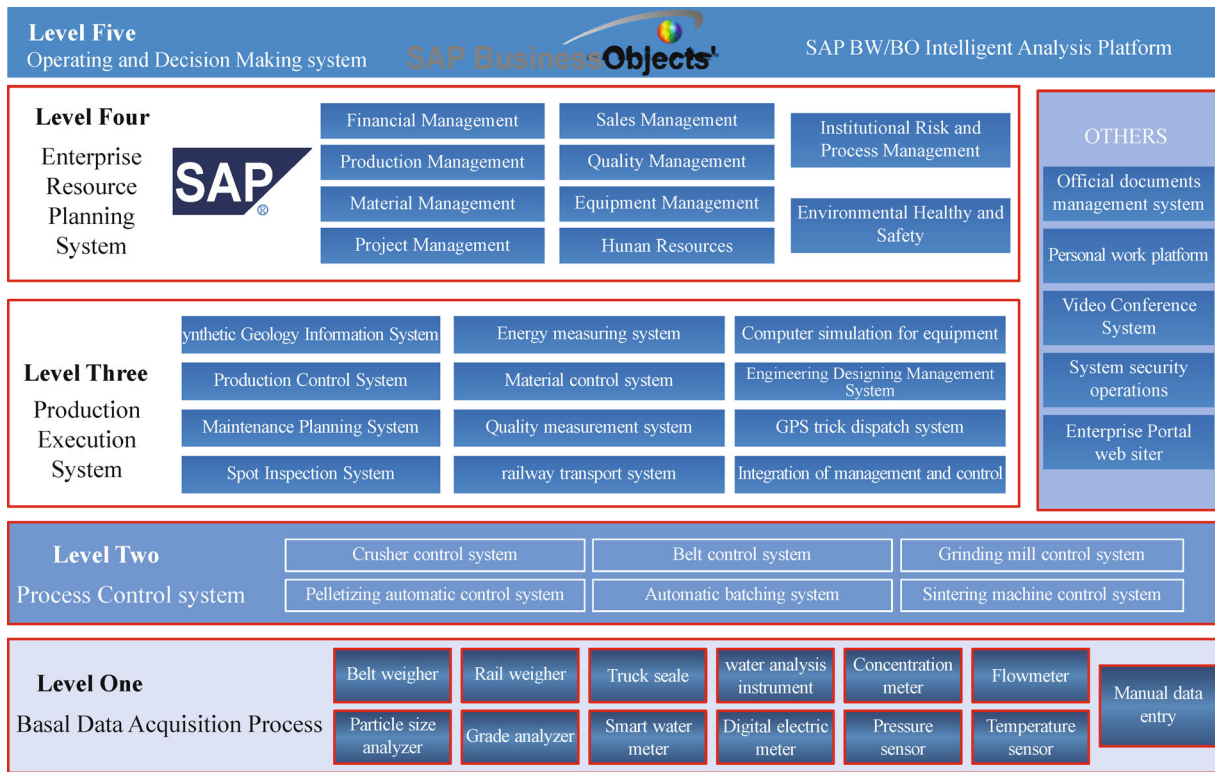 Level Five
Operating and Decision Making system
SAP BusinessObjects
SAP BW/BO Intelligent Analysis Platform
Level Four
Enterprise
Resource
Planning
System
SAP
®
Financial Management
Sales Management
Institutional Risk and
Process Management
Production Management
Quality Management
Material Management
Equipment Management
Environmental Healthy and
Safety
Project Management
Hunan Resources
OTHERS
Official documents
management system
Personal work platform
Video Conference
System
System security
operations
Enterprise Portal
web siter
Level Three
Production
Execution
System
ynthetic Geology Information System
Energy measuring system
Computer simulation for equipment
Production Control System
Material control system
Engineering Designing Management
System
Maintenance Planning System
Quality measurement system
GPS trick dispatch system
Spot Inspection System
railway transport system
Integration of management and control
Level Two
Process Control system
Crusher control system
Belt control system
Grinding mill control system
Pelletizing automatic control system
Automatic batching system
Sintering machine control system
Level One
Basal Data Acquisition Process
Belt weigher
Rail weigher
Truck seale
water analysis
instrument
Concentration
meter
Flowmeter
Manual data
entry
Particle size
analyzer
Grade analyzer
Smart water
meter
Digital electric
meter
Pressure
sensor
Temperature
sensor